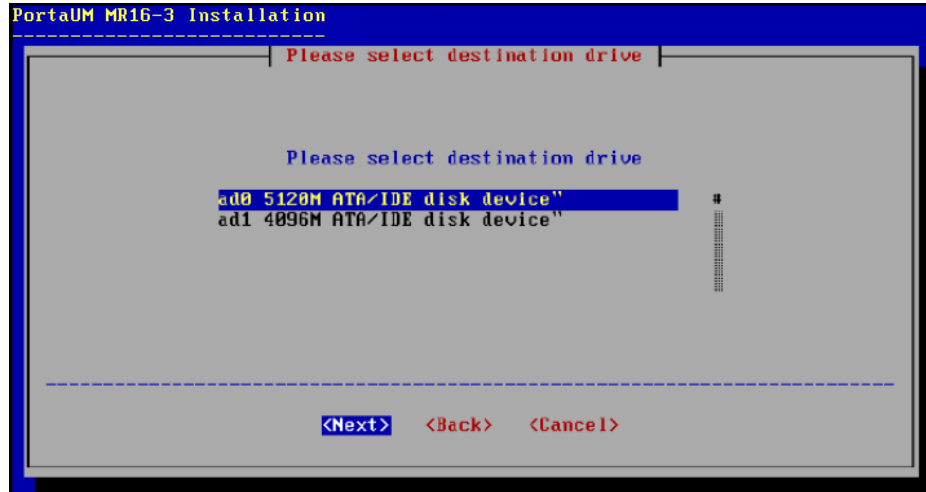 PortaUM MR16-3 Installation
----------------------------
Please select destination drive
Please select destination drive
ad0 5120M ATA/IDE disk device"
ad1 4096M ATA/IDE disk device"
#
<Next> <Back> <Cancel>